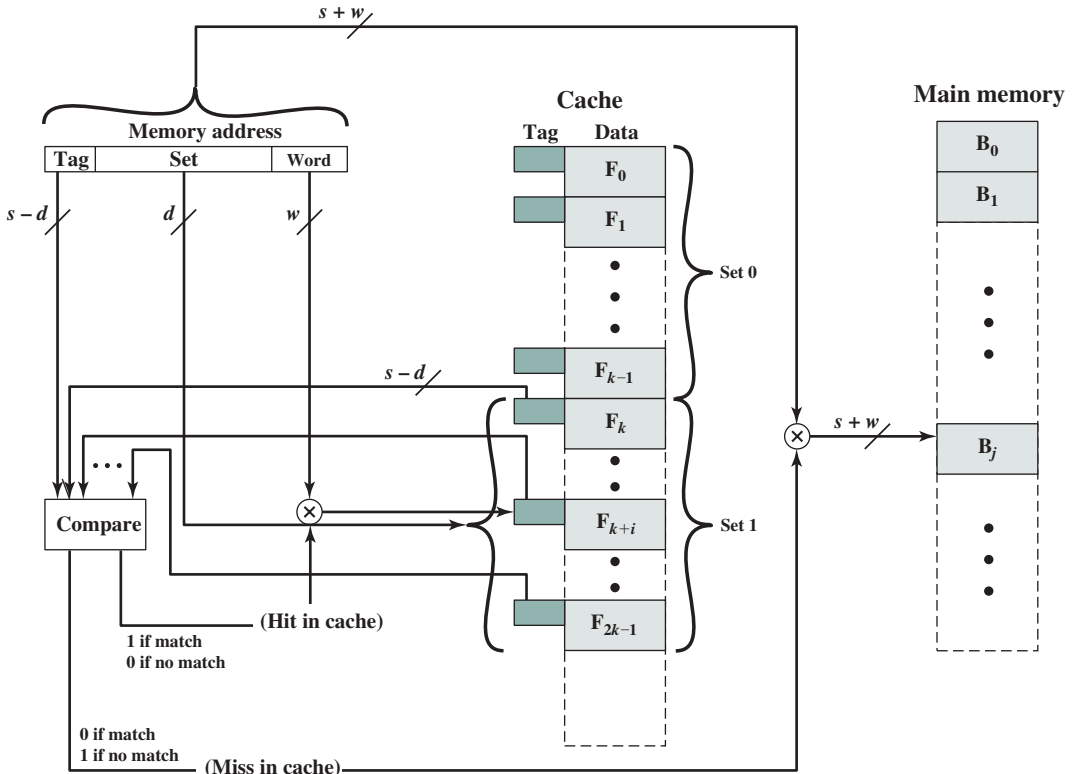 s + w
Cache
Main memory
Memory address
Tag Data
Tag Set Word
B0
F0
B1
s – d d w
F1
Set 0
Fk–1
s – d
Fk
s + w
Bj
Compare
Fk+i
Set 1
(Hit in cache)
F2k–1
1 if match
0 if no match
0 if match
1 if no match
(Miss in cache)